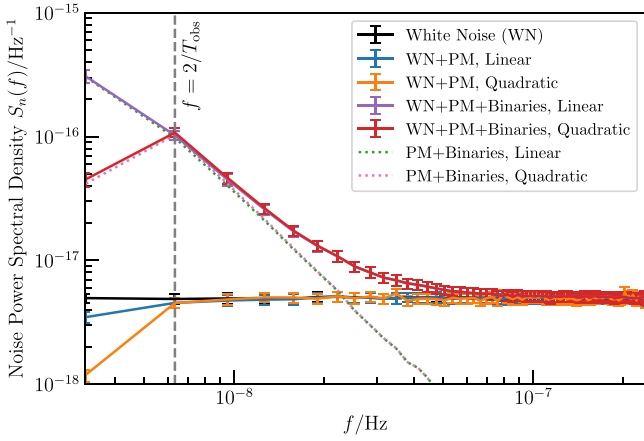 10⁻¹⁵
10⁻¹⁶
10⁻¹⁷
10⁻¹⁸
Noise Power Spectral Density Sₙ(f)/Hz⁻¹
f = 2/T_obs
White Noise (WN)
WN+PM, Linear
WN+PM, Quadratic
WN+PM+Binaries, Linear
WN+PM+Binaries, Quadratic
PM+Binaries, Linear
PM+Binaries, Quadratic
10⁻⁸
10⁻⁷
f/Hz